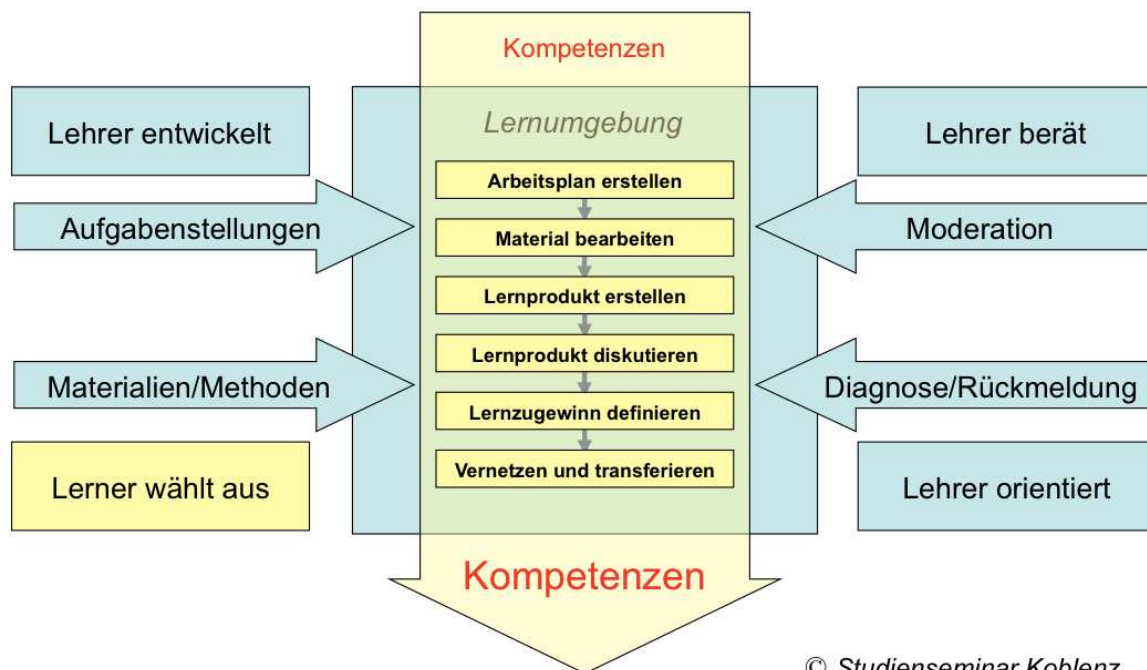 Kompetenzen
Lernumgebung
Lehrer entwickelt
Lehrer berät
Arbeitsplan erstellen
Aufgabenstellungen
Material bearbeiten
Moderation
Lernprodukt erstellen
Lernprodukt diskutieren
Materialien/Methoden
Diagnose/Rückmeldung
Lernzugewinn definieren
Vernetzen und transferieren
Lerner wählt aus
Lehrer orientiert
Kompetenzen
© Studienseminar Koblenz